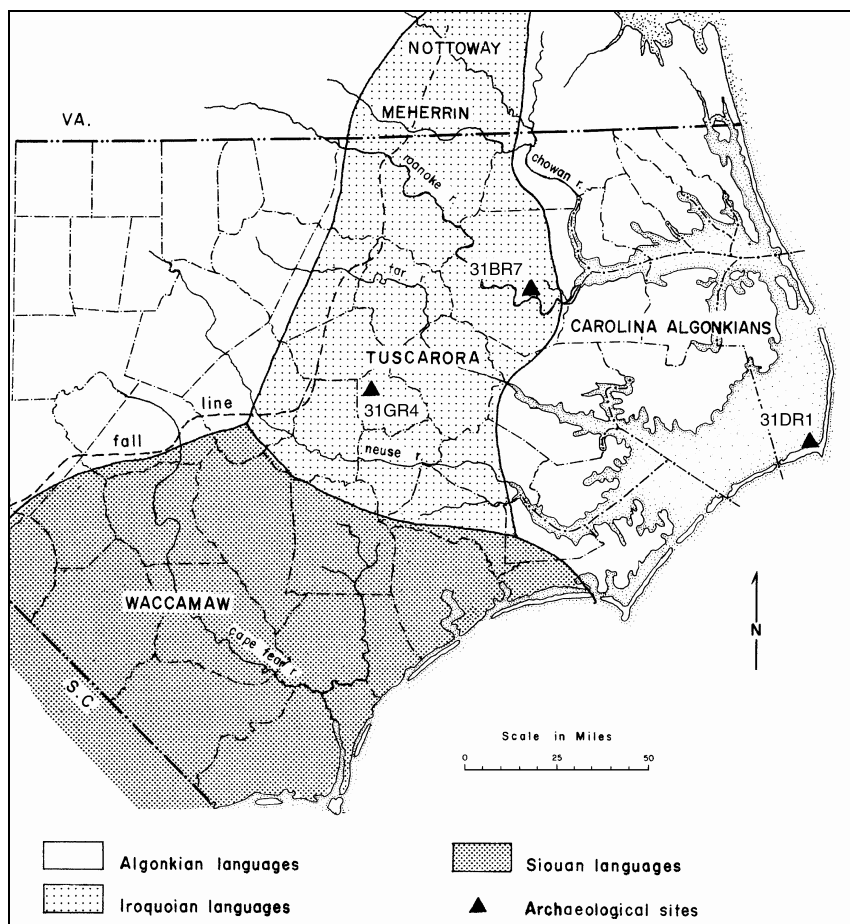 NOTTOWAY
VA.
MEHERRIN
roanoke r.
chowan r.
31BR7
tar
CAROLINA ALGONKIANS
TUSCARORA
31GR4
line
fall
31DR1
neuse r.
WACCAMAW
cape fear r.
N
S.C
Scale in Miles
0 25 50
Algonkian languages
Siouan languages
Iroquoian languages
Archaeological sites